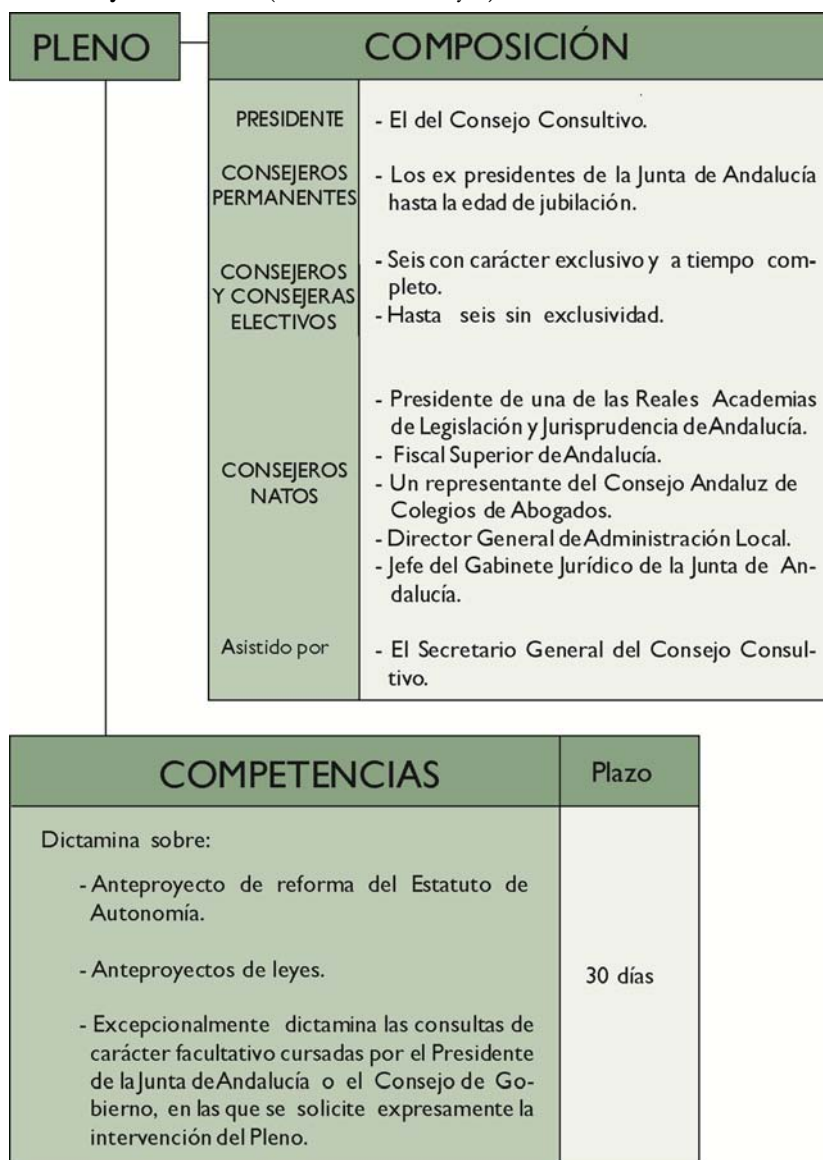 PLENO
COMPOSICIÓN
PRESIDENTE
- El del Consejo Consultivo.
CONSEJEROS
PERMANENTES
- Los ex presidentes de la Junta de Andalucía
hasta la edad de jubilación.
CONSEJEROS
Y CONSEJERAS
ELECTIVOS
- Seis con carácter exclusivo y a tiempo com-
pleto.
- Hasta seis sin exclusividad.
CONSEJEROS
NATOS
- Presidente de una de las Reales Academias
de Legislación y Jurisprudencia de Andalucía.
- Fiscal Superior de Andalucía.
- Un representante del Consejo Andaluz de
Colegios de Abogados.
- Director General de Administración Local.
- Jefe del Gabinete Jurídico de la Junta de An-
dalucía.
Asistido por
- El Secretario General del Consejo Consul-
tivo.
COMPETENCIAS
Plazo
Dictamina sobre:
- Anteproyecto de reforma del Estatuto de
Autonomía.
- Anteproyectos de leyes.
- Excepcionalmente dictamina las consultas de
carácter facultativo cursadas por el Presidente
de la Junta de Andalucía o el Consejo de Go-
bierno, en las que se solicite expresamente la
intervención del Pleno.
30 días